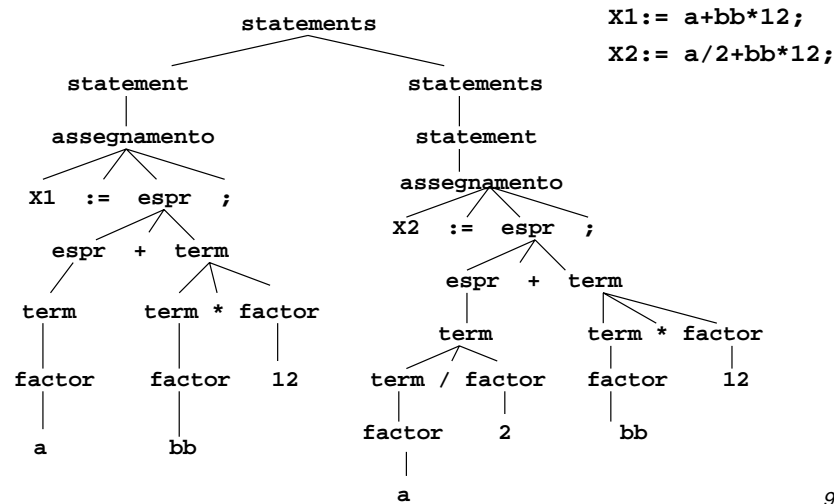 statements
X1:= a+bb*12;
X2:= a/2+bb*12;
statement statements
assegnamento statement
assegnamento
X1 := espr ;
X2 := espr ;
espr + term
espr + term
term term * factor
term term * factor
factor factor 12
term / factor factor 12
a bb
factor 2 bb
a
9